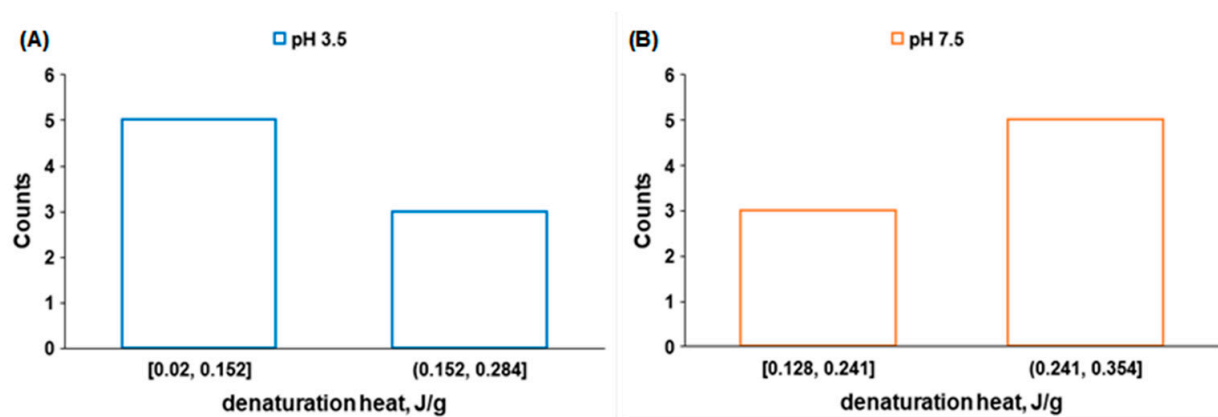 (A)
pH 3.5
6
5
4
3
2
1
0
Counts
[0.02, 0.152]
(0.152, 0.284]
denaturation heat, J/g
(B)
pH 7.5
6
5
4
3
2
1
0
Counts
[0.128, 0.241]
(0.241, 0.354]
denaturation heat, J/g